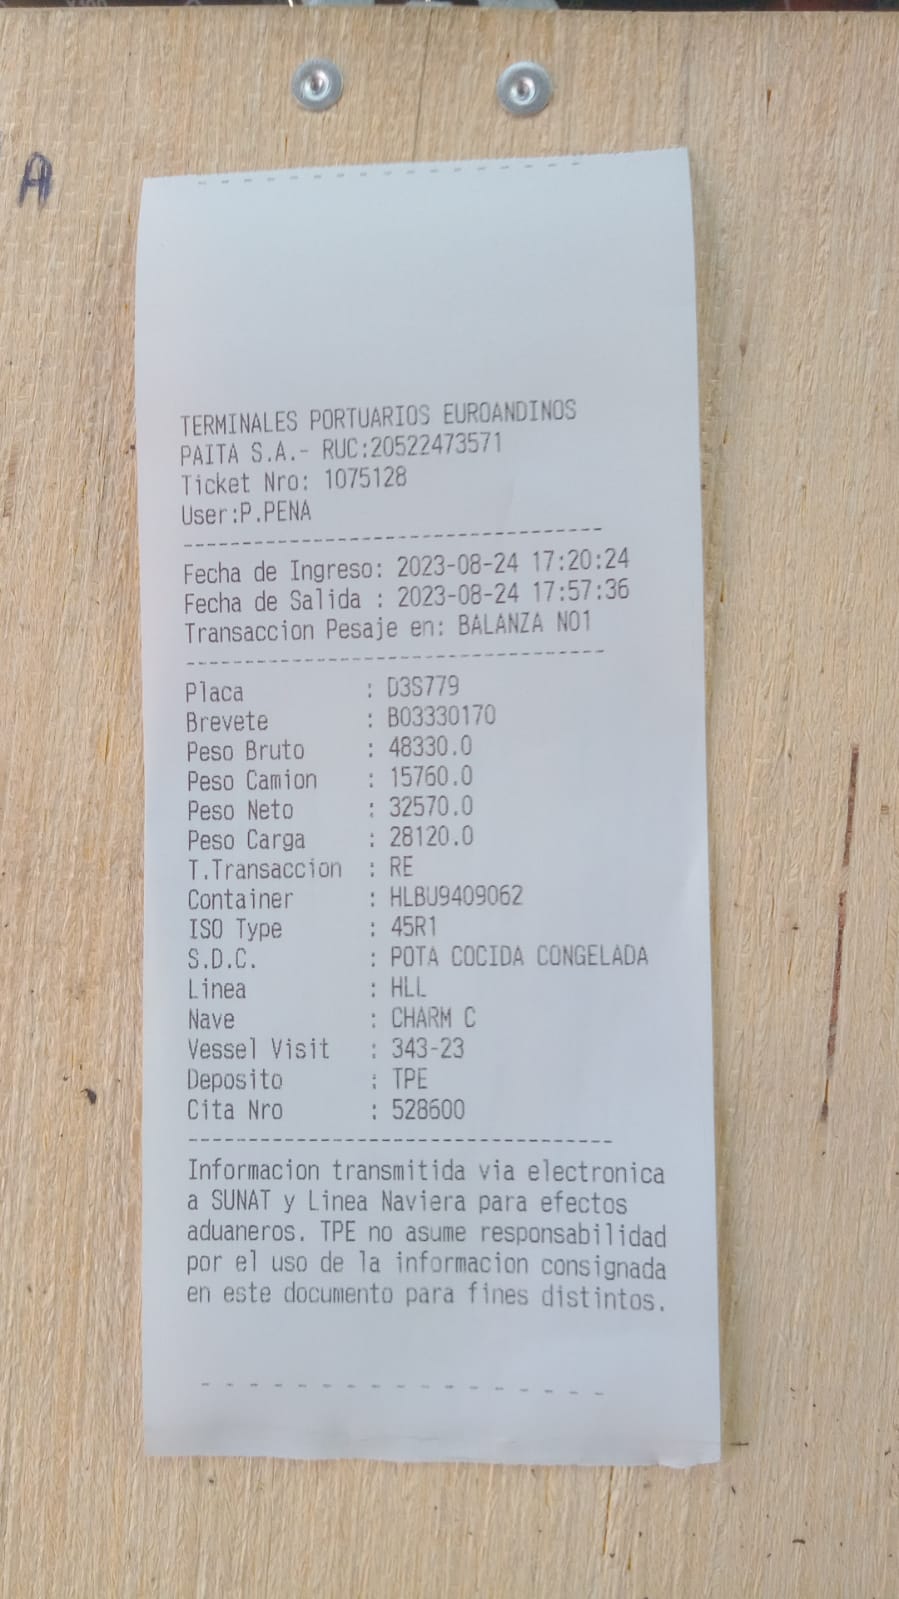 A
TERMINALES PORTUARIOS EUROANDINOS
PAITA S.A.- RUC:20522473571
Ticket Nro: 1075128
User:P.PENA
----------------------------------
Fecha de Ingreso: 2023-08-24 17:20:24
Fecha de Salida : 2023-08-24 17:57:36
Transaccion Pesaje en: BALANZA NO1
----------------------------------
Placa : D3S779
Brevete : B03330170
Peso Bruto : 48330.0
Peso Camion : 15760.0
Peso Neto : 32570.0
Peso Carga : 28120.0
T.Transaccion : RE
Container : HLBU9409062
ISO Type : 45R1
S.D.C. : POTA COCIDA CONGELADA
Linea : HLL
Nave : CHARM C
Vessel Visit : 343-23
Deposito : TPE
Cita Nro : 528600
----------------------------------
Informacion transmitida via electronica
a SUNAT y Linea Naviera para efectos
aduaneros. TPE no asume responsabilidad
por el uso de la informacion consignada
en este documento para fines distintos.